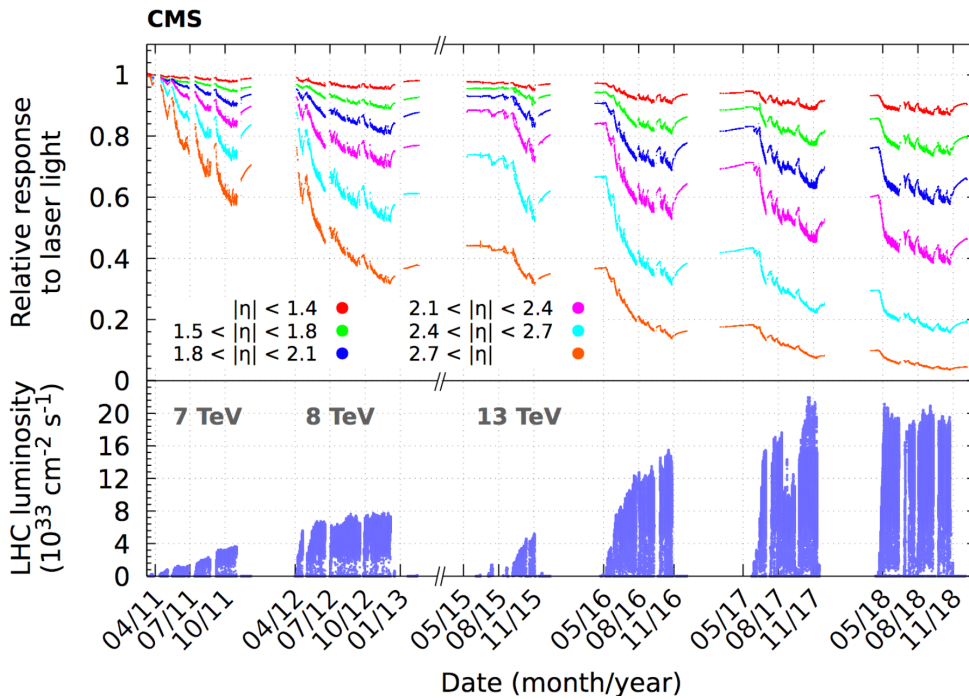 CMS
Relative response
to laser light
1
0.8
0.6
0.4
0.2
0
|η| < 1.4
1.5 < |η| < 1.8
1.8 < |η| < 2.1
2.1 < |η| < 2.4
2.4 < |η| < 2.7
2.7 < |η|
LHC luminosity
(10³³ cm⁻² s⁻¹)
20
16
12
8
4
0
7 TeV
8 TeV
13 TeV
04/11
07/11
10/11
04/12
07/12
10/12
01/13
05/15
08/15
11/15
05/16
08/16
11/16
05/17
08/17
11/17
05/18
08/18
11/18
Date (month/year)